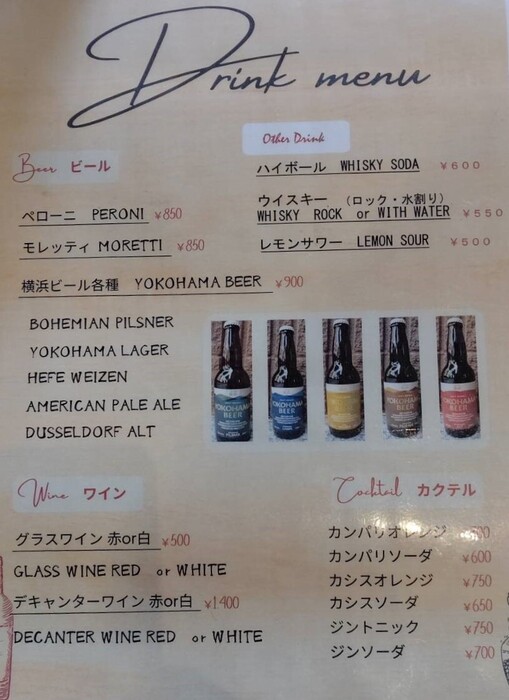 Drink menu
Beer ビール
ペローニ PERONI ¥850
モレッティ MORETTI ¥850
横浜ビール各種 YOKOHAMA BEER ¥900
BOHEMIAN PILSNER
YOKOHAMA LAGER
HEFE WEIZEN
AMERICAN PALE ALE
DUSSELDORF ALT
Other Drink
ハイボール WHISKY SODA ¥600
ウイスキー (ロック・水割り)
WHISKY ROCK or WITH WATER ¥550
レモンサワー LEMON SOUR ¥500
YOKOHAMA BEER
YOKOHAMA BEER
YOKOHAMA BEER
YOKOHAMA BEER
Wine ワイン
グラスワイン 赤or白 ¥500
GLASS WINE RED or WHITE
デキャンターワイン 赤or白 ¥1400
DECANTER WINE RED or WHITE
Cocktail カクテル
カンパリオレンジ
カンパリソーダ ¥600
カシスオレンジ ¥750
カシスソーダ ¥650
ジントニック ¥750
ジンソーダ ¥700